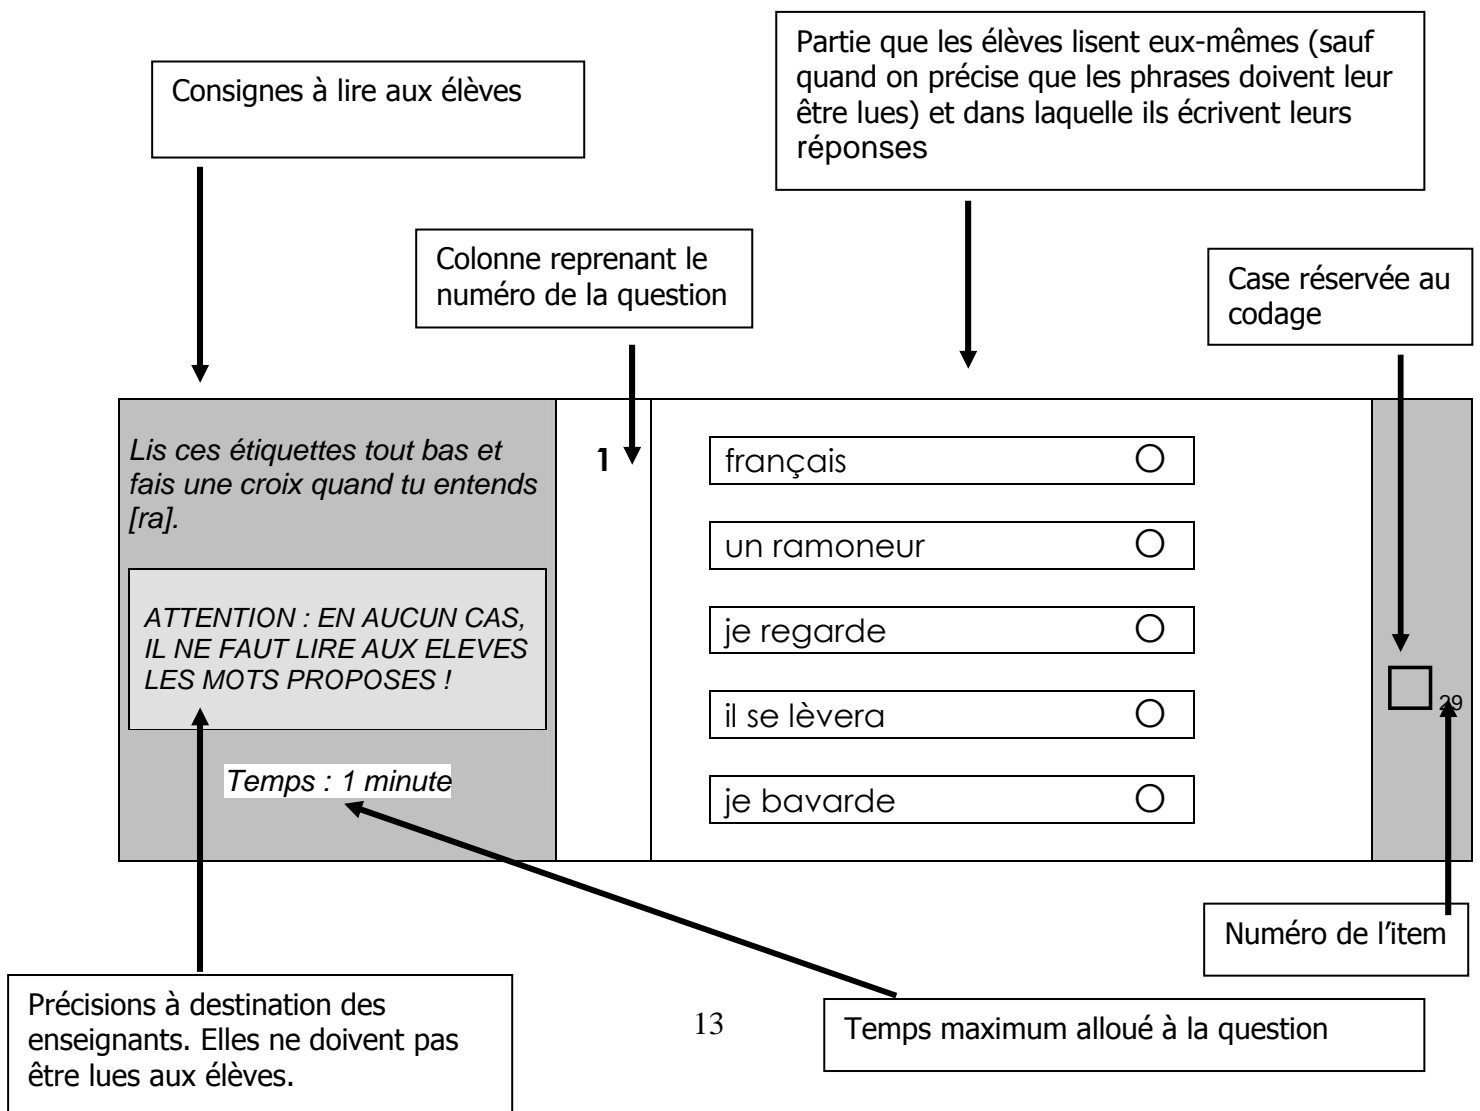 Partie que les élèves lisent eux-mêmes (sauf
quand on précise que les phrases doivent leur
être lues) et dans laquelle ils écrivent leurs
réponses
Consignes à lire aux élèves
Colonne reprenant le
numéro de la question
Case réservée au
codage
Lis ces étiquettes tout bas et
fais une croix quand tu entends
[ra].
ATTENTION : EN AUCUN CAS,
IL NE FAUT LIRE AUX ELEVES
LES MOTS PROPOSES !
Temps : 1 minute
1
français
un ramoneur
je regarde
il se lèvera
je bavarde
29
Numéro de l'item
Précisions à destination des
enseignants. Elles ne doivent pas
être lues aux élèves.
13
Temps maximum alloué à la question